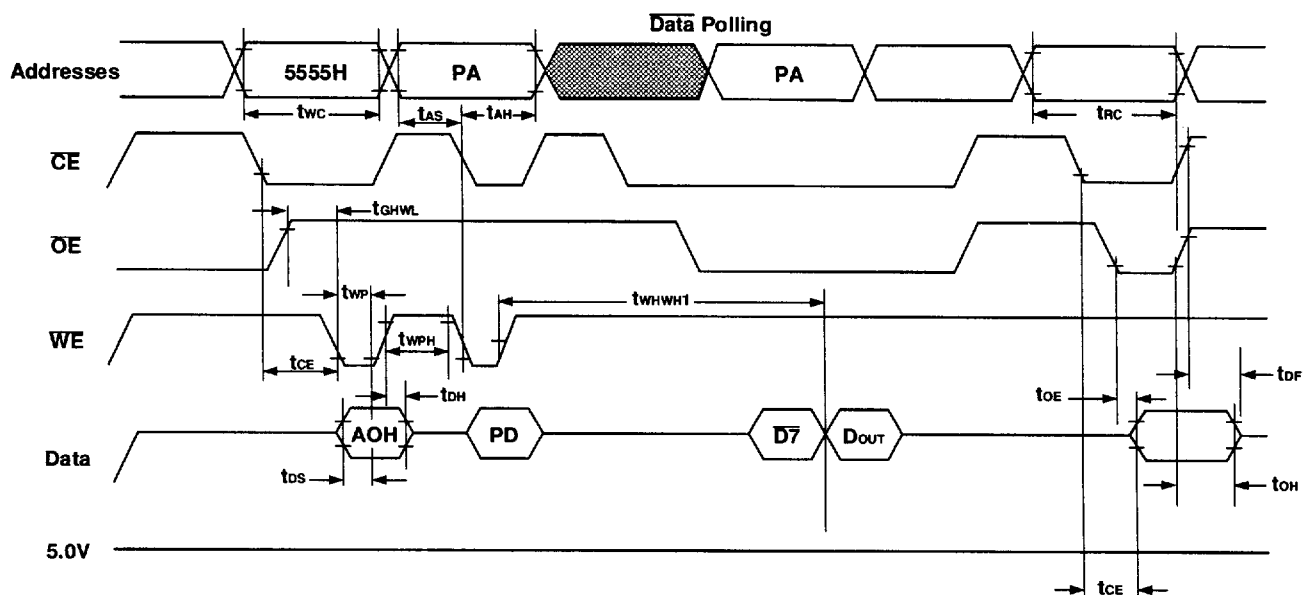 Data Polling
Addresses 5555H PA PA
tWC tAS tAH tRC
CE
tGHWL
OE
tWP tWHWH1
WE tWPH
tCE tDH tOE tDF
Data AOH PD D7 DOUT
tDS tOH
5.0V
tCE